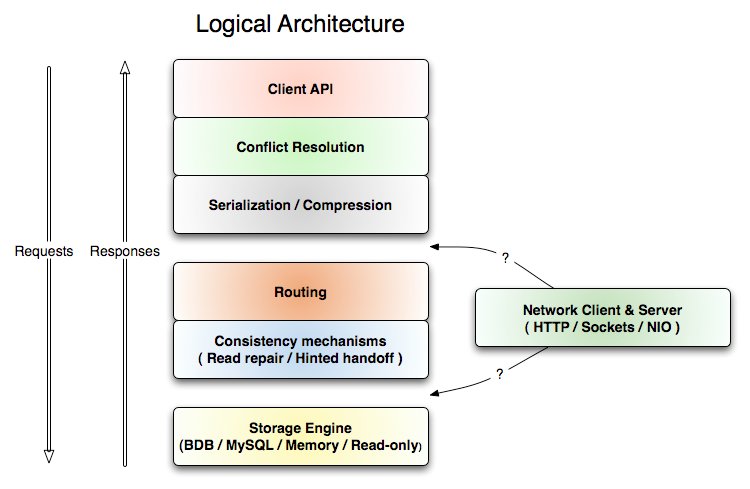 Logical Architecture
Client API
Conflict Resolution
Serialization / Compression
Requests
Responses
?
Routing
Network Client & Server
( HTTP / Sockets / NIO )
Consistency mechanisms
( Read repair / Hinted handoff )
?
Storage Engine
(BDB / MySQL / Memory / Read-only)